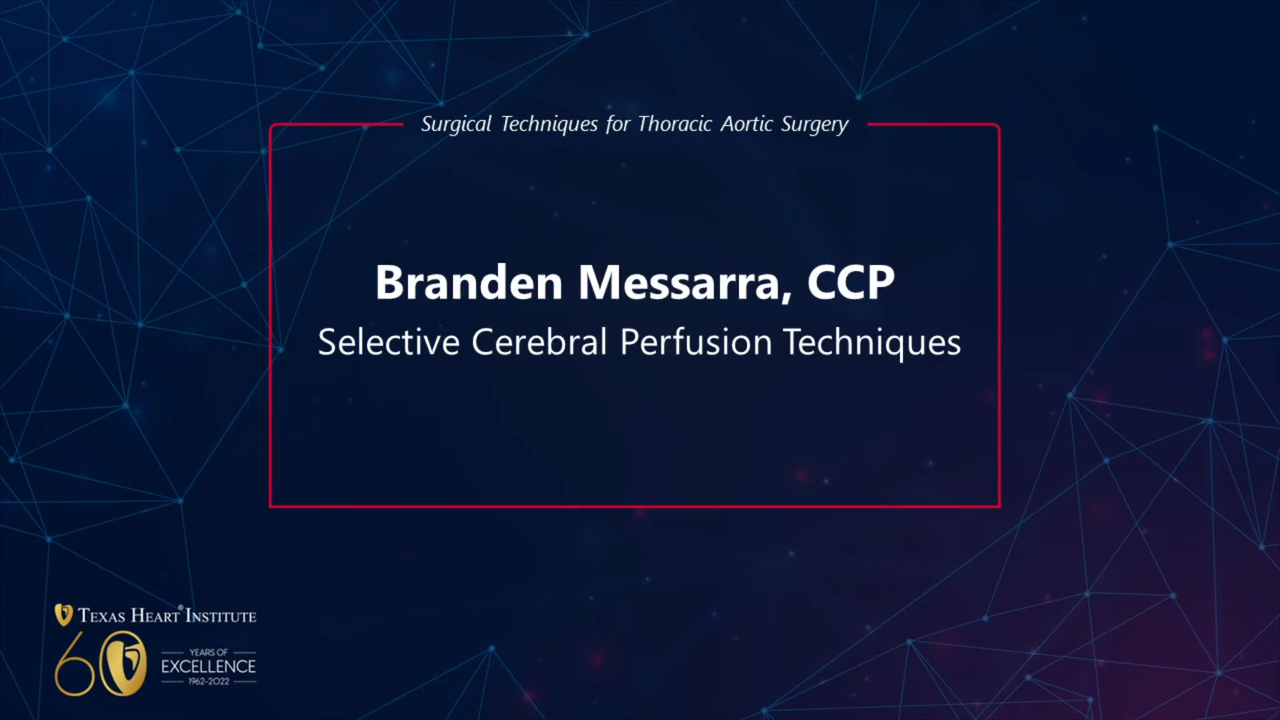 Surgical Techniques for Thoracic Aortic Surgery
Branden Messarra, CCP
Selective Cerebral Perfusion Techniques
TEXAS HEART® INSTITUTE
60
YEARS OF
EXCELLENCE
1962-2022